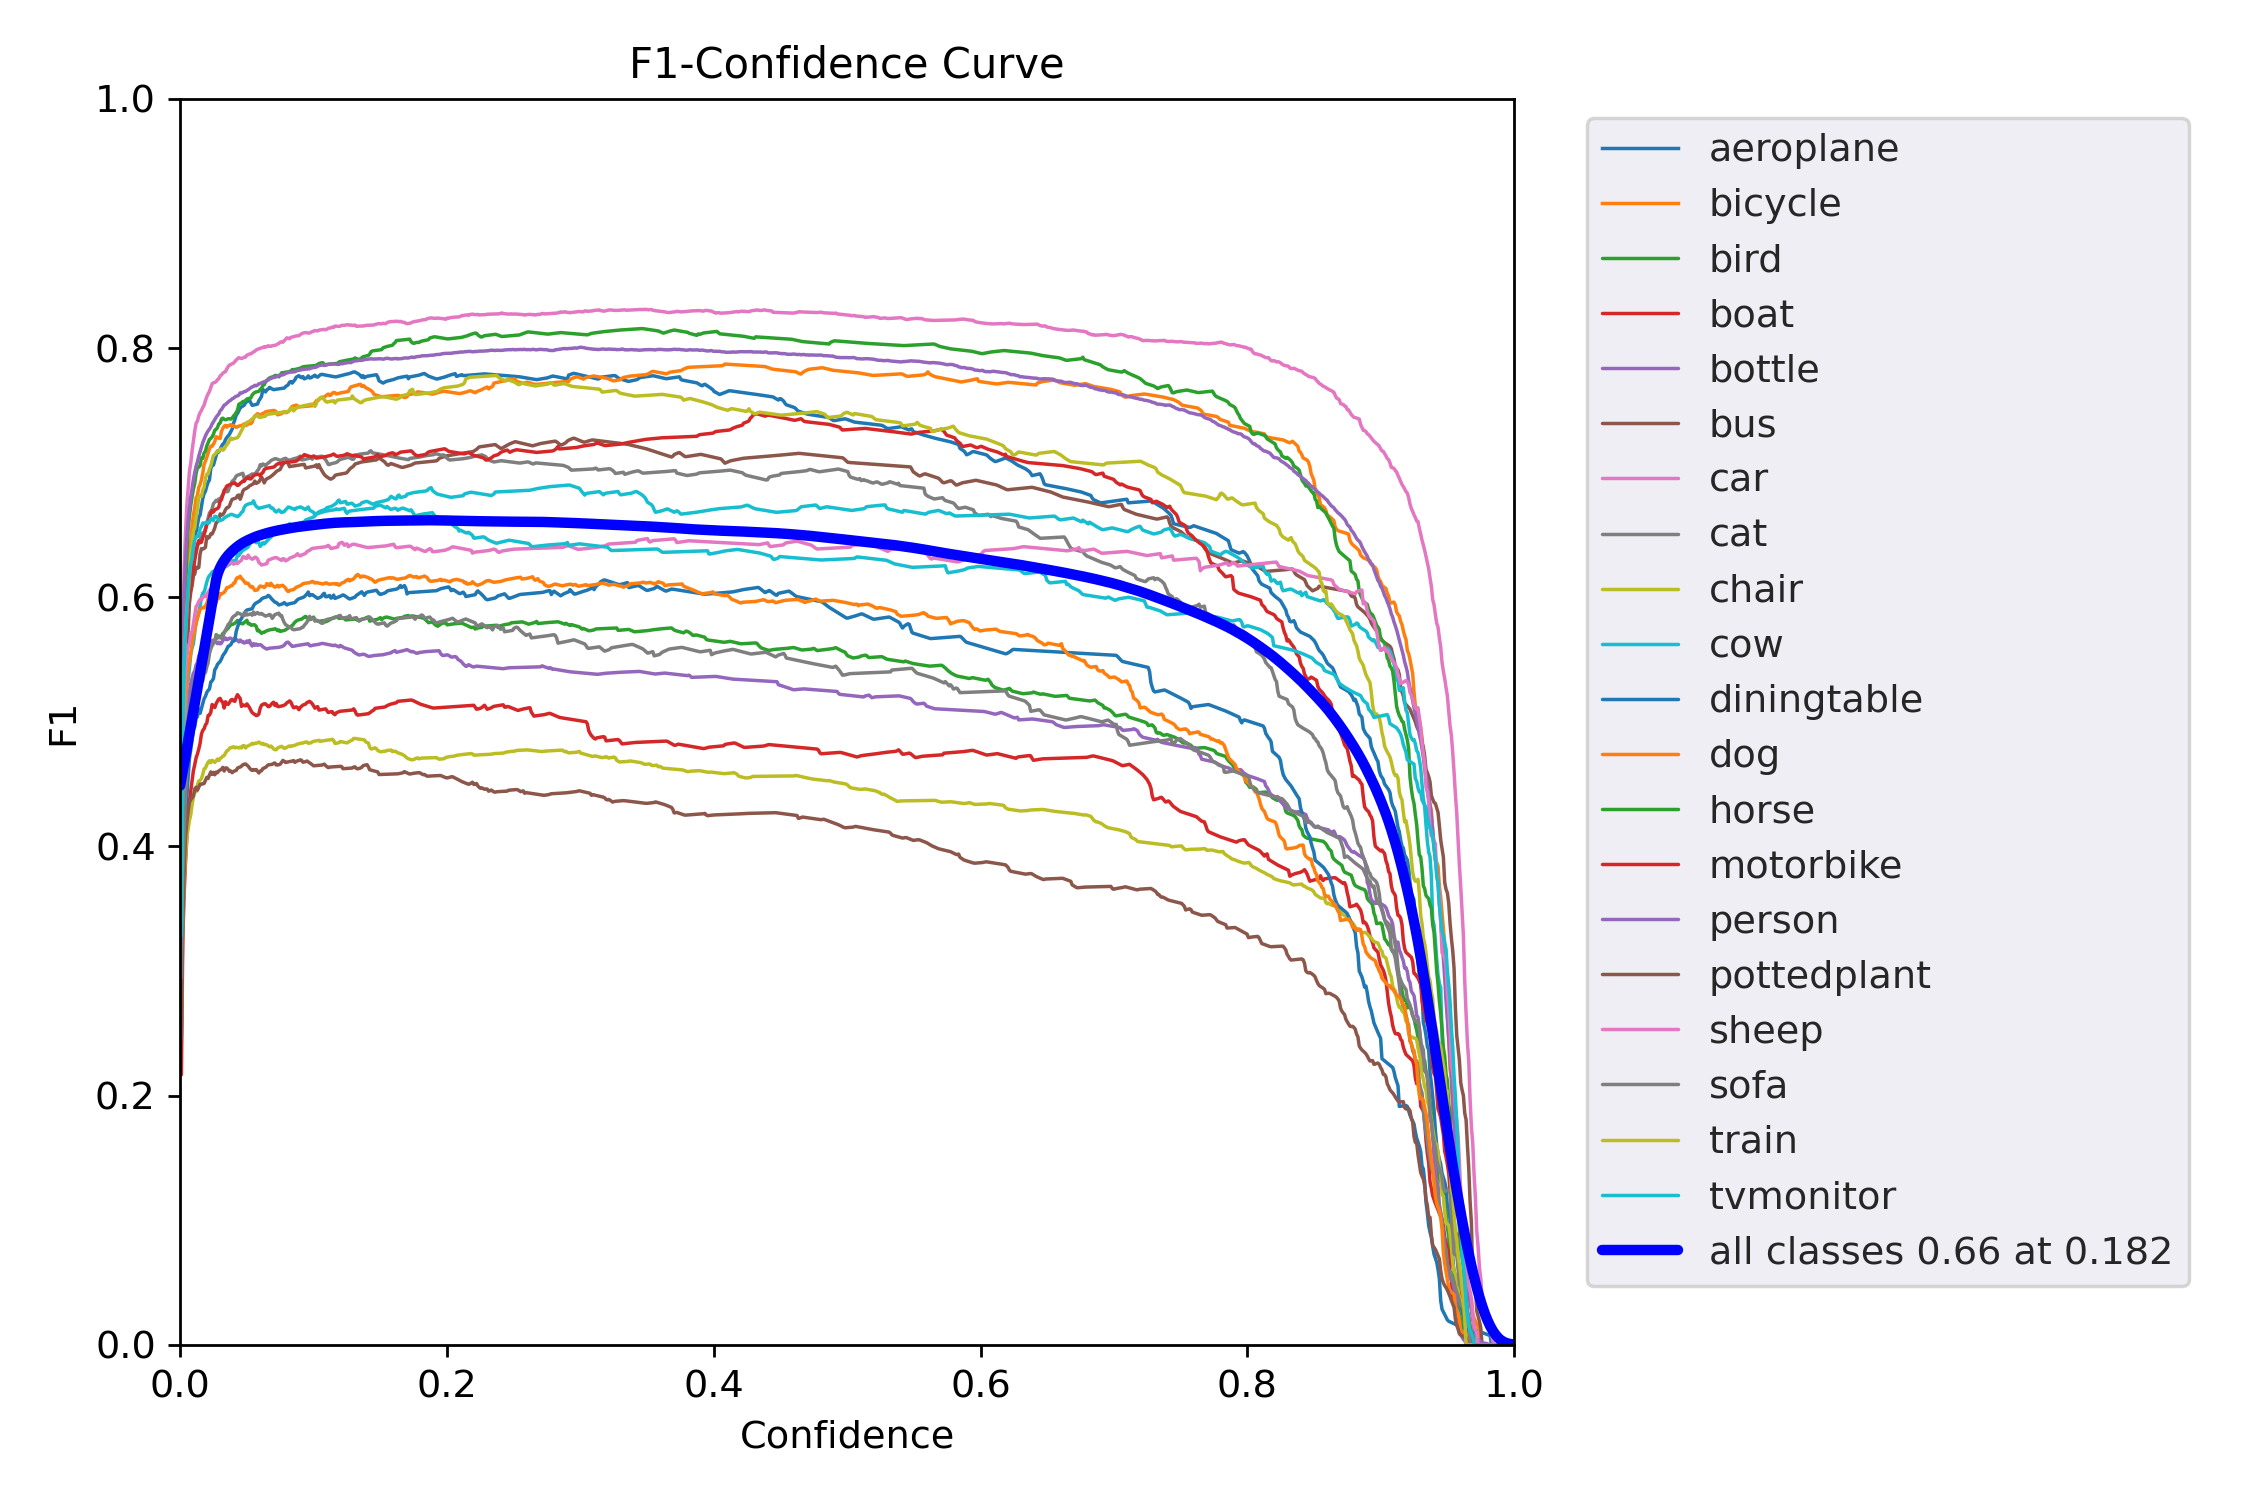 F1-Confidence Curve
1.0
0.8
0.6
0.4
0.2
0.0
F1
0.0 0.2 0.4 0.6 0.8 1.0
Confidence
aeroplane
bicycle
bird
boat
bottle
bus
car
cat
chair
cow
diningtable
dog
horse
motorbike
person
pottedplant
sheep
sofa
train
tvmonitor
all classes 0.66 at 0.182